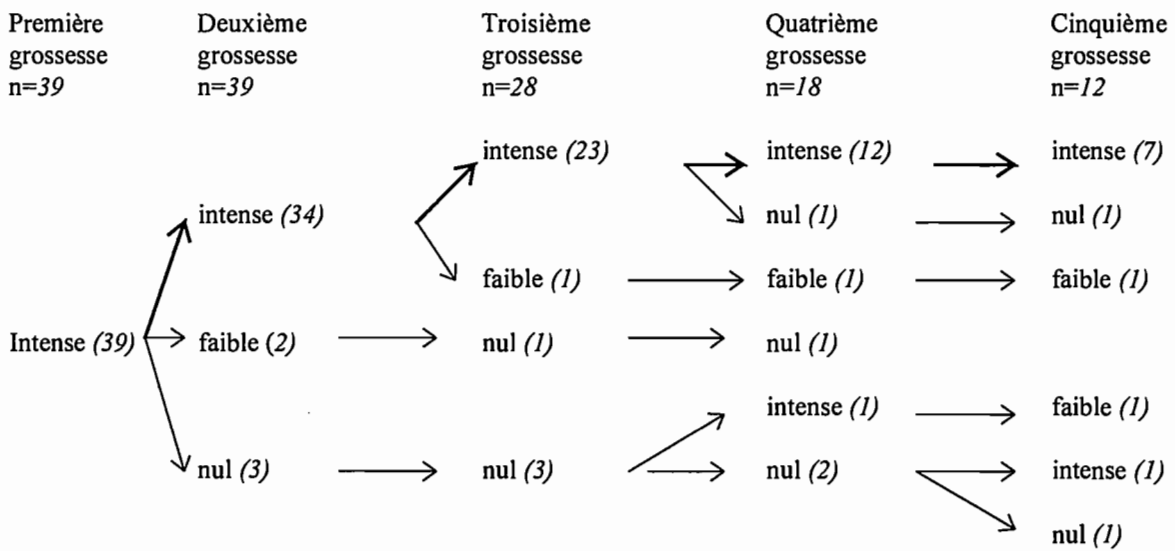 Première Deuxième Troisième Quatrième Cinquième
grossesse grossesse grossesse grossesse grossesse
n=39 n=39 n=28 n=18 n=12
intense (23) intense (12) intense (7)
intense (34) nul (1) nul (1)
faible (1) faible (1) faible (1)
Intense (39) faible (2) nul (1) nul (1)
intense (1) faible (1)
nul (3) nul (3) nul (2) intense (1)
nul (1)